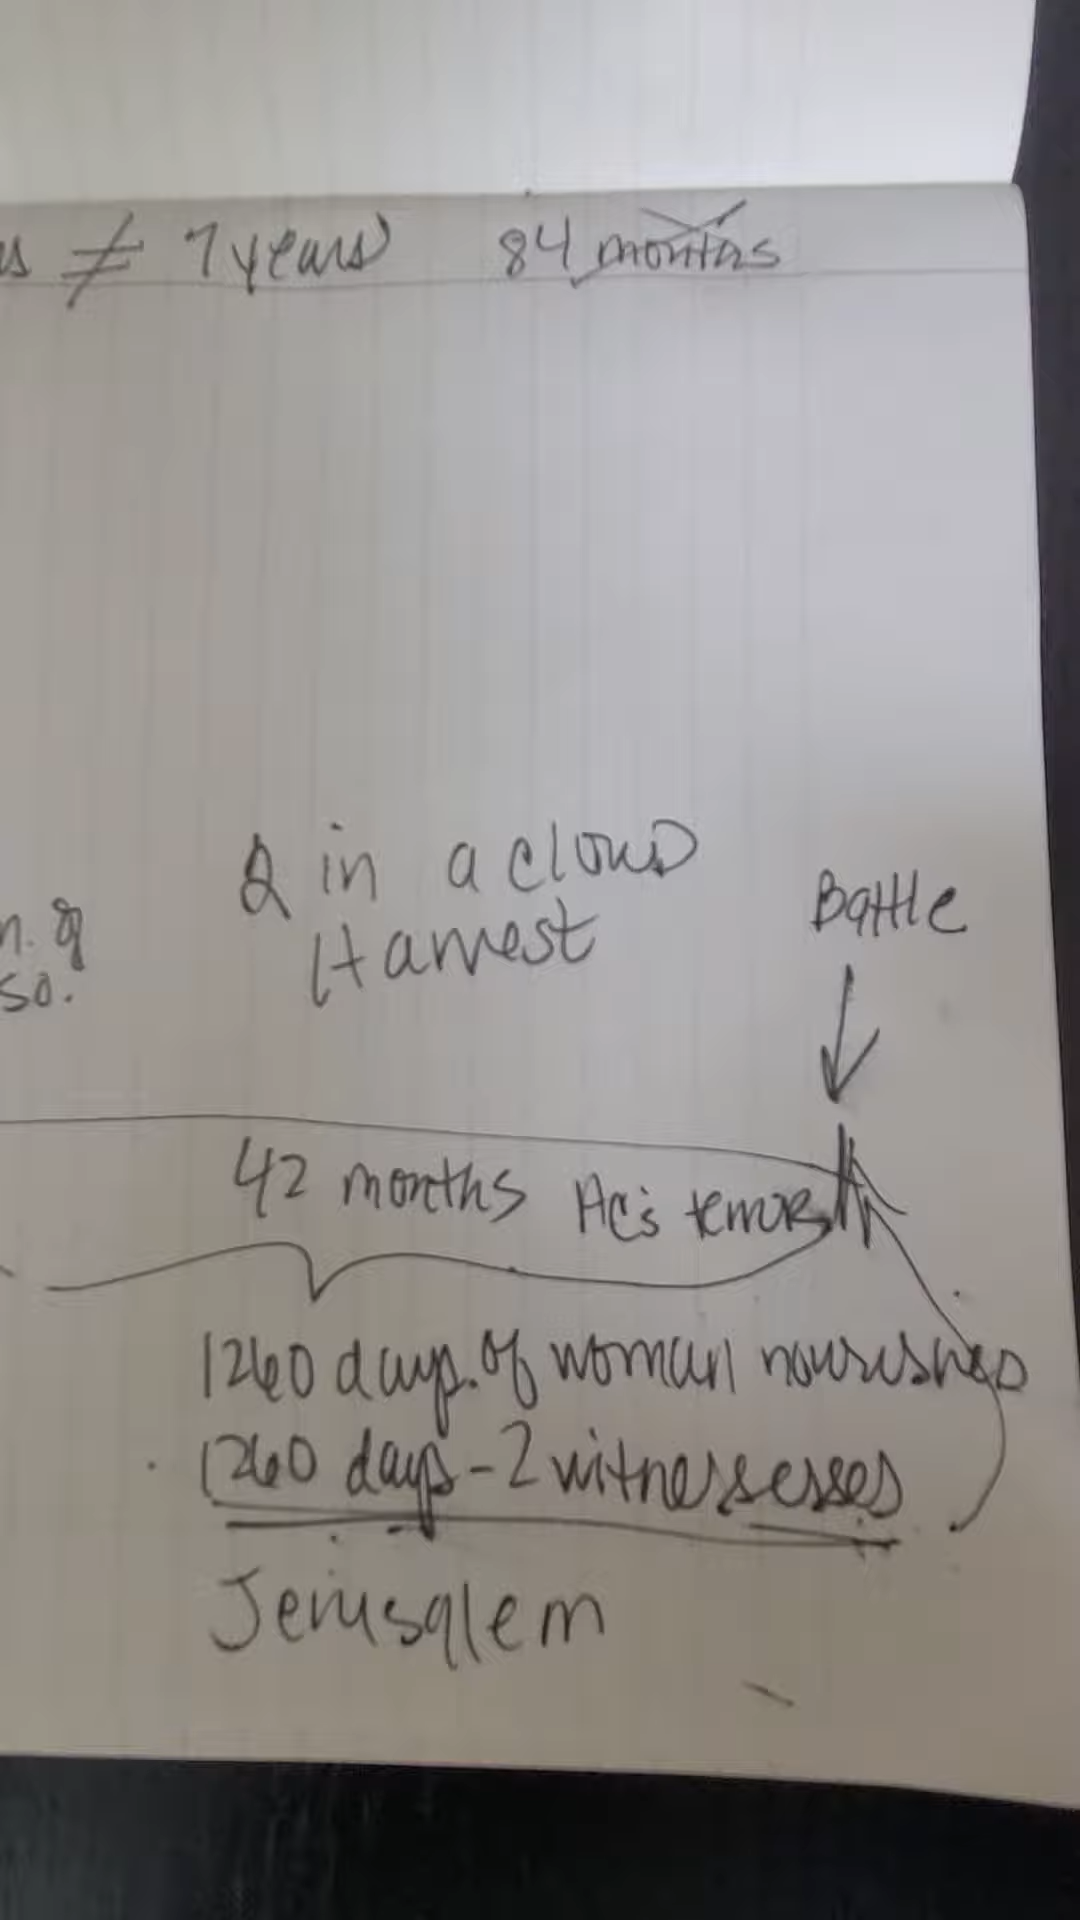 ≠ 7 years 84 months
in a cloud
Harvest
Battle
so.
42 months AC's terror
1260 days. of woman nourished
1260 days - 2 witnessesses
Jerusalem